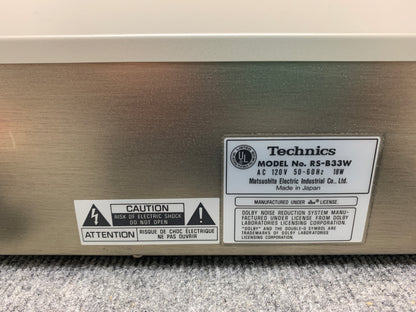 UL
Technics
MODEL No. RS-B33W
AC 120V 50-60Hz 18W
Matsushita Electric Industrial Co., Ltd.
Made in Japan
MANUFACTURED UNDER dbx® LICENSE.
DOLBY NOISE REDUCTION SYSTEM MANU-
FACTURED UNDER LICENSE FROM DOLBY
LABORATORIES LICENSING CORPORATION.
"DOLBY" AND THE DOUBLE-D SYMBOL ARE
TRADEMARKS OF DOLBY LABORATORIES
LICENSING CORPORATION.
CAUTION
RISK OF ELECTRIC SHOCK
DO NOT OPEN
ATTENTION
RISQUE DE CHOC ÉLECTRIQUE
NE PAS OUVRIR